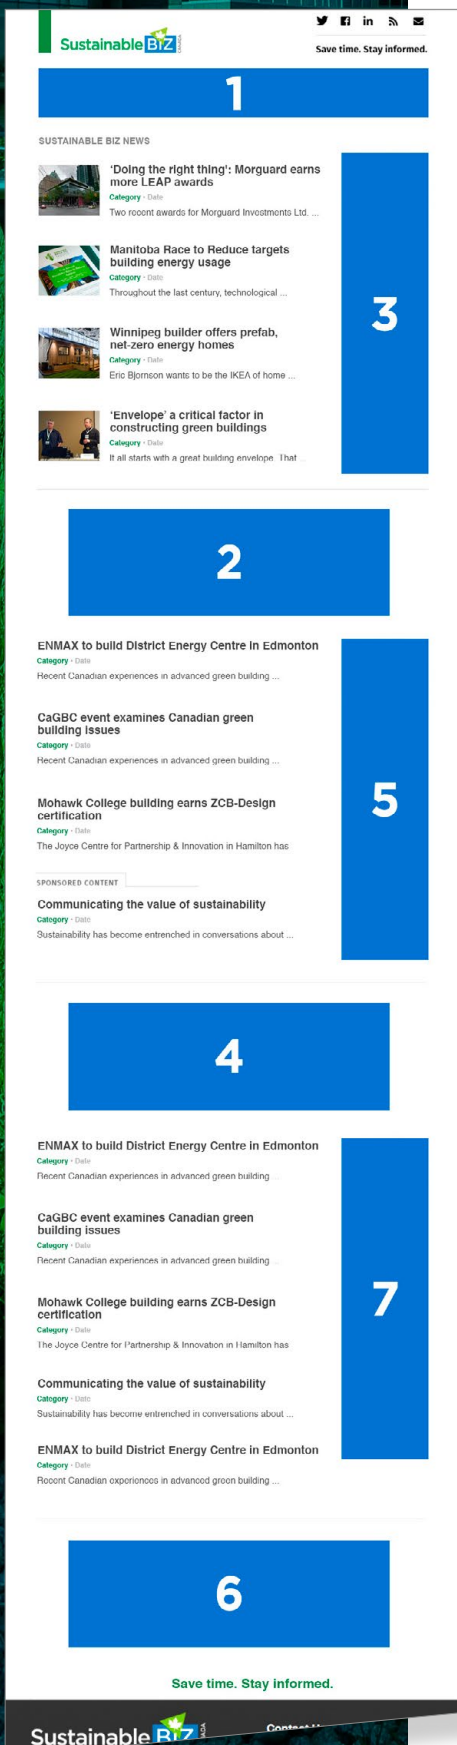 Sustainable BIZ CANADA
Save time. Stay informed.
1
SUSTAINABLE BIZ NEWS
'Doing the right thing': Morguard earns
more LEAP awards
Category • Date
Two recent awards for Morguard Investments Ltd. ...
Manitoba Race to Reduce targets
building energy usage
Category • Date
Throughout the last century, technological ...
Winnipeg builder offers prefab,
net-zero energy homes
Category • Date
Eric Bjornson wants to be the IKEA of home ...
'Envelope' a critical factor in
constructing green buildings
Category • Date
It all starts with a great building envelope. That ...
3
2
ENMAX to build District Energy Centre in Edmonton
Category • Date
Recent Canadian experiences in advanced green building ...
CaGBC event examines Canadian green
building issues
Category • Date
Recent Canadian experiences in advanced green building ...
Mohawk College building earns ZCB-Design
certification
Category • Date
The Joyce Centre for Partnership & Innovation in Hamilton has
SPONSORED CONTENT
Communicating the value of sustainability
Category • Date
Sustainability has become entrenched in conversations about ...
5
4
ENMAX to build District Energy Centre in Edmonton
Category • Date
Recent Canadian experiences in advanced green building ...
CaGBC event examines Canadian green
building issues
Category • Date
Recent Canadian experiences in advanced green building ...
Mohawk College building earns ZCB-Design
certification
Category • Date
The Joyce Centre for Partnership & Innovation in Hamilton has
Communicating the value of sustainability
Category • Date
Sustainability has become entrenched in conversations about ...
ENMAX to build District Energy Centre in Edmonton
Category • Date
Recent Canadian experiences in advanced green building ...
7
6
Save time. Stay informed.
Sustainable BIZ